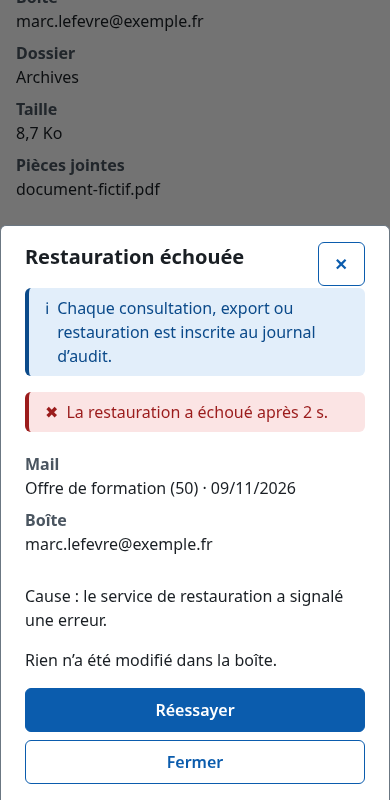 marc.lefevre@exemple.fr
Dossier
Archives
Taille
8,7 Ko
Pièces jointes
document-fictif.pdf
Restauration échouée
×
i Chaque consultation, export ou
restauration est inscrite au journal
d’audit.
✖ La restauration a échoué après 2 s.
Mail
Offre de formation (50) · 09/11/2026
Boîte
marc.lefevre@exemple.fr
Cause : le service de restauration a signalé
une erreur.
Rien n’a été modifié dans la boîte.
Réessayer
Fermer